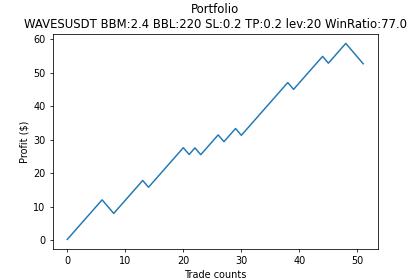 Portfolio
WAVESUSDT BBM:2.4 BBL:220 SL:0.2 TP:0.2 lev:20 WinRatio:77.0
60
50
40
30
20
10
0
Profit ($)
0 10 20 30 40 50
Trade counts